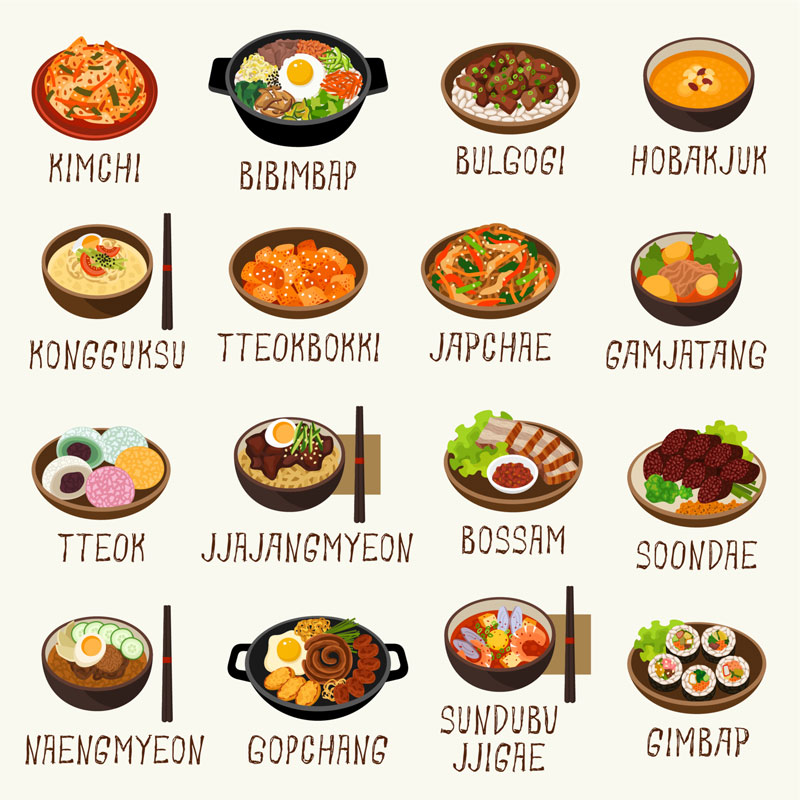 KIMCHI
BIBIMBAP
BULGOGI
HOBAKJUK
KONGGUKSU
TTEOKBOKKI
JAPCHAE
GAMJATANG
TTEOK
JJAJANGMYEON
BOSSAM
SOONDAE
NAENGMYEON
GOPCHANG
SUNDUBU
JJIGAE
GIMBAP